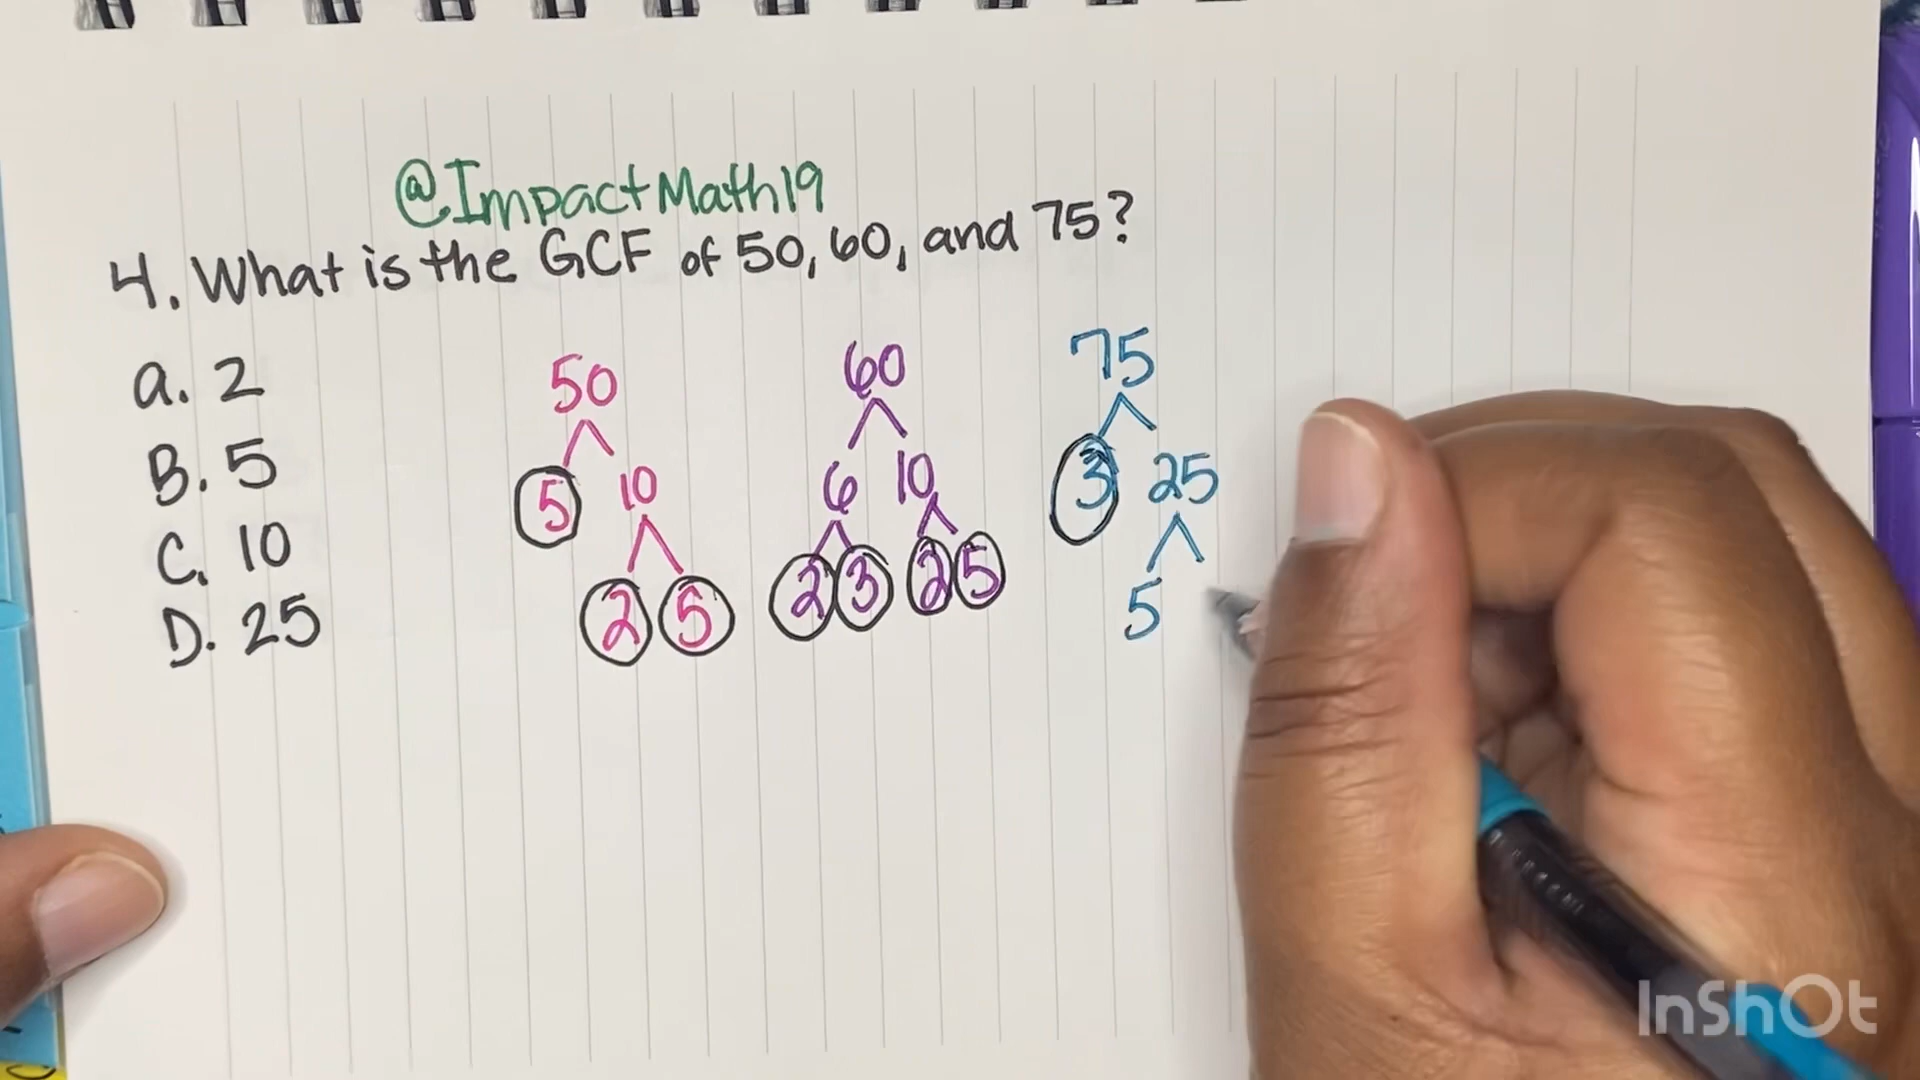 @ImpactMath19
4. What is the GCF of 50, 60, and 75?
a. 2
B. 5
C. 10
D. 25
50
5 10
2 5
60
6 10
2 3 2 5
75
3 25
5
InShOt